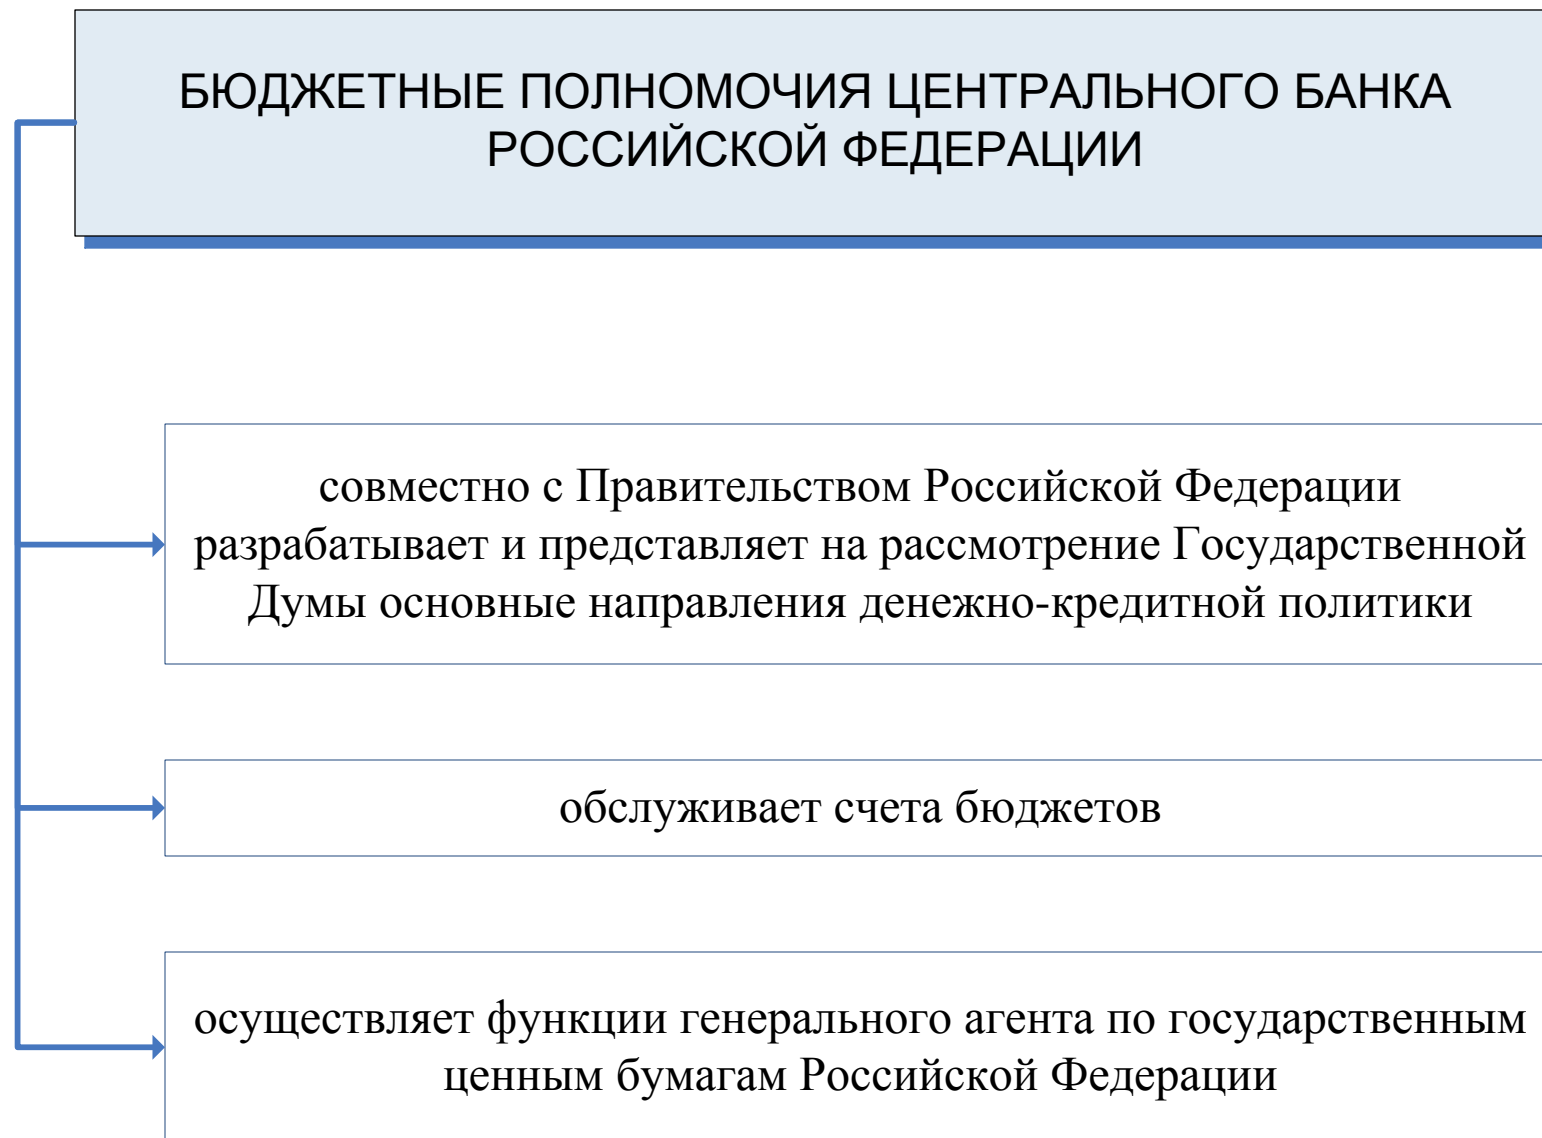 БЮДЖЕТНЫЕ ПОЛНОМОЧИЯ ЦЕНТРАЛЬНОГО БАНКА
РОССИЙСКОЙ ФЕДЕРАЦИИ
совместно с Правительством Российской Федерации
разрабатывает и представляет на рассмотрение Государственной
Думы основные направления денежно-кредитной политики
обслуживает счета бюджетов
осуществляет функции генерального агента по государственным
ценным бумагам Российской Федерации